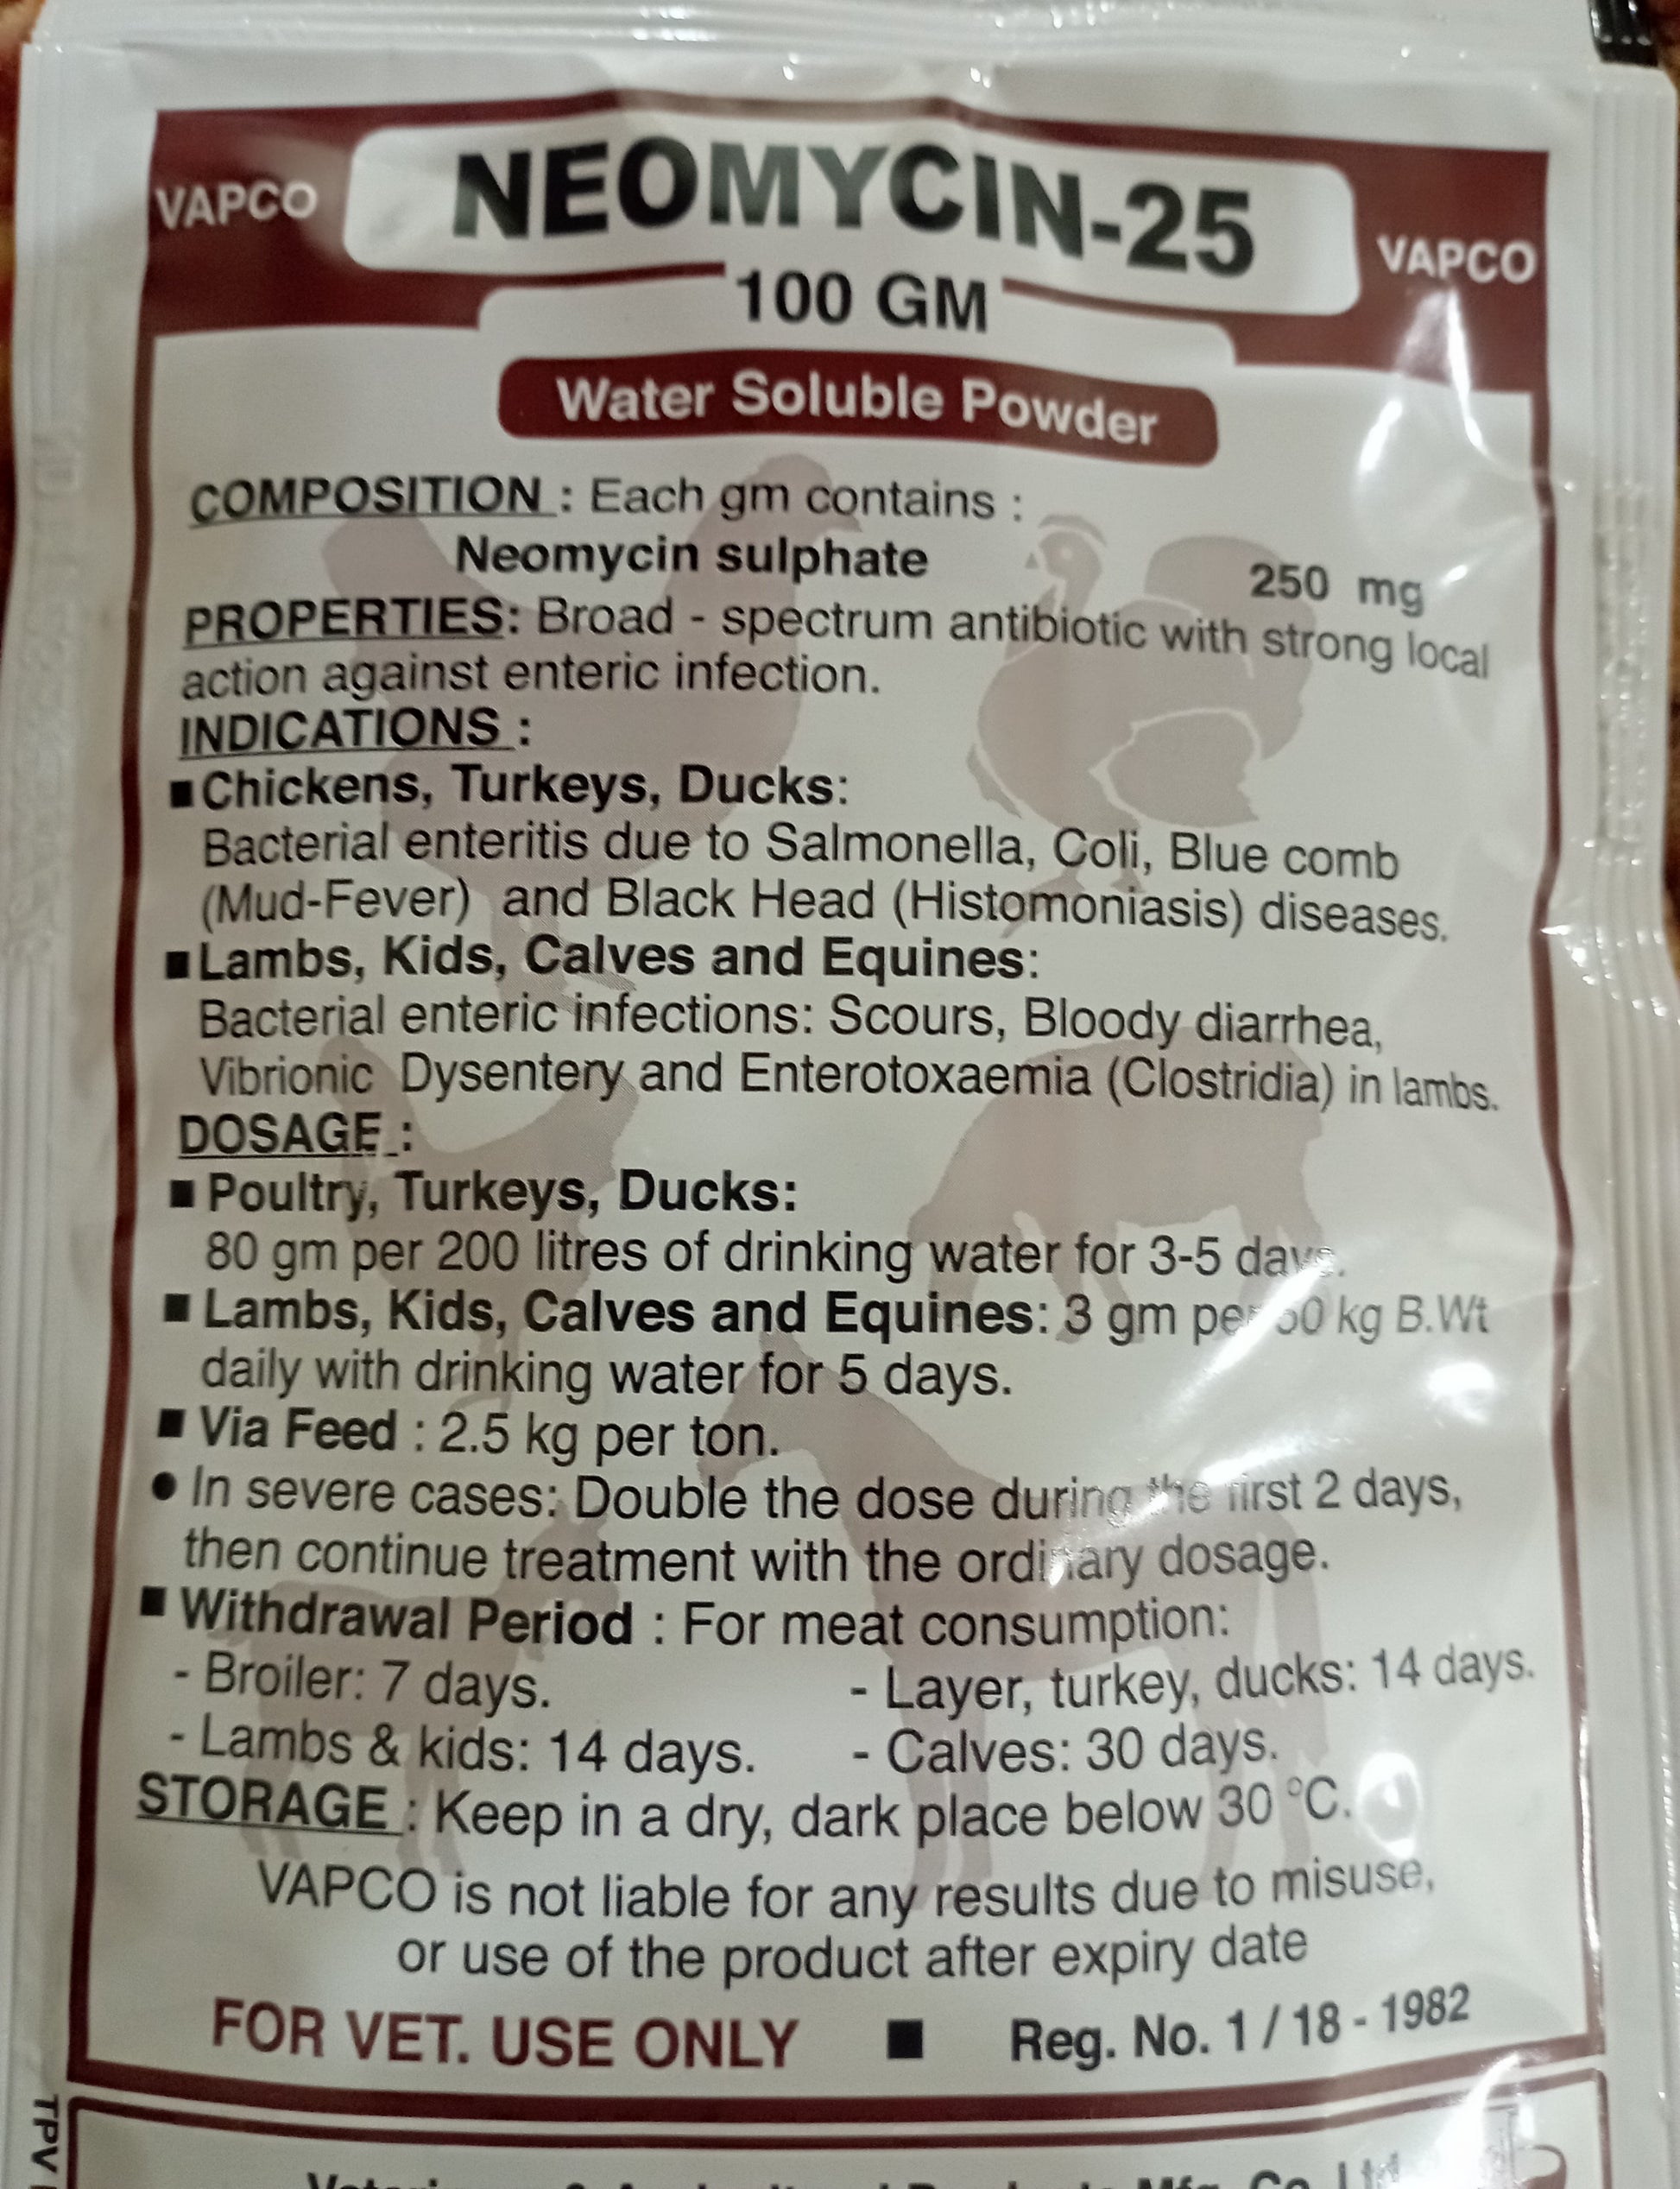 VAPCO NEOMYCIN-25 VAPCO
100 GM
Water Soluble Powder
COMPOSITION : Each gm contains :
Neomycin sulphate 250 mg
PROPERTIES: Broad - spectrum antibiotic with strong local
action against enteric infection.
INDICATIONS :
■ Chickens, Turkeys, Ducks:
Bacterial enteritis due to Salmonella, Coli, Blue comb
(Mud-Fever) and Black Head (Histomoniasis) diseases.
■ Lambs, Kids, Calves and Equines:
Bacterial enteric infections: Scours, Bloody diarrhea,
Vibrionic Dysentery and Enterotoxaemia (Clostridia) in lambs.
DOSAGE :
■ Poultry, Turkeys, Ducks:
80 gm per 200 litres of drinking water for 3-5 days.
■ Lambs, Kids, Calves and Equines: 3 gm per kg B.Wt
daily with drinking water for 5 days.
■ Via Feed : 2.5 kg per ton.
● In severe cases: Double the dose during the first 2 days,
then continue treatment with the ordinary dosage.
■ Withdrawal Period : For meat consumption:
- Broiler: 7 days. - Layer, turkey, ducks: 14 days.
- Lambs & kids: 14 days. - Calves: 30 days.
STORAGE : Keep in a dry, dark place below 30 °C.
VAPCO is not liable for any results due to misuse,
or use of the product after expiry date
FOR VET. USE ONLY ■ Reg. No. 1 / 18 - 1982
TPV
Mfg. Co. Ltd